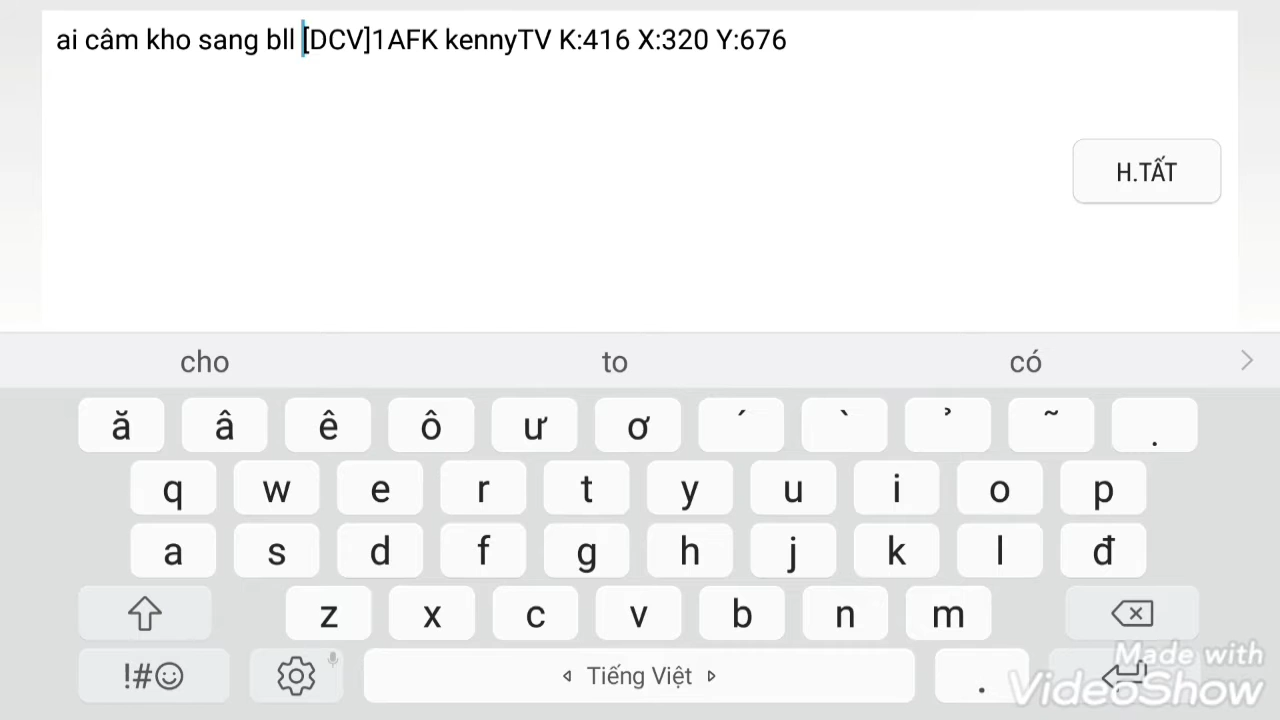 ai câm kho sang bll [DCV]1AFK kennyTV K:416 X:320 Y:676
H.TẤT
cho to có
ă â ê ô ư ơ ´ ` ̉ ~ .
q w e r t y u i o p
a s d f g h j k l đ
z x c v b n m
!#☺ Tiếng Việt .
Made with
VideoShow